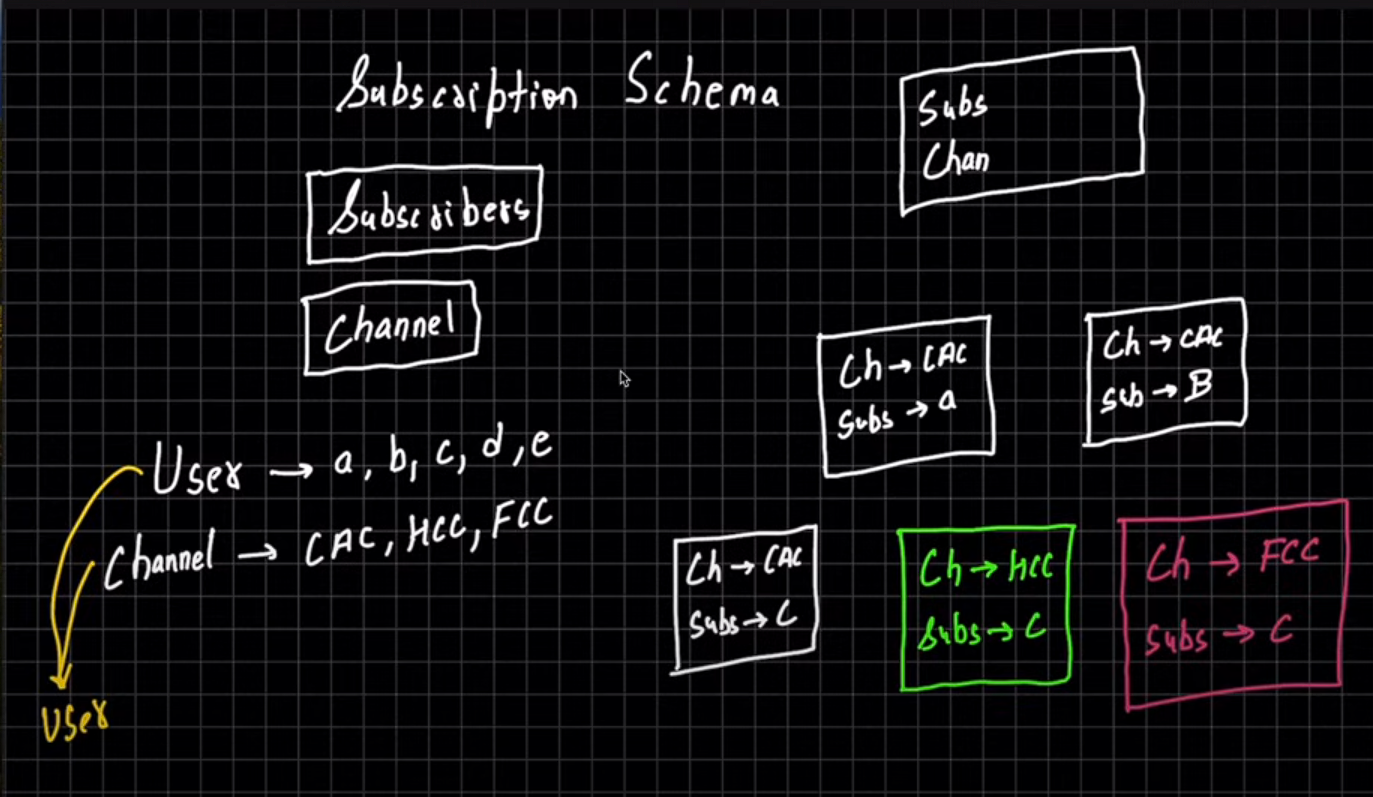 Subscription Schema
Subs
Chan
Subscribers
Channel
Ch → CAC
Subs → a
Ch → CAC
Sub → B
User → a, b, c, d, e
Channel → CAC, HCC, FCC
User
Ch → CAC
Subs → C
Ch → HCC
Subs → C
Ch → FCC
Subs → C